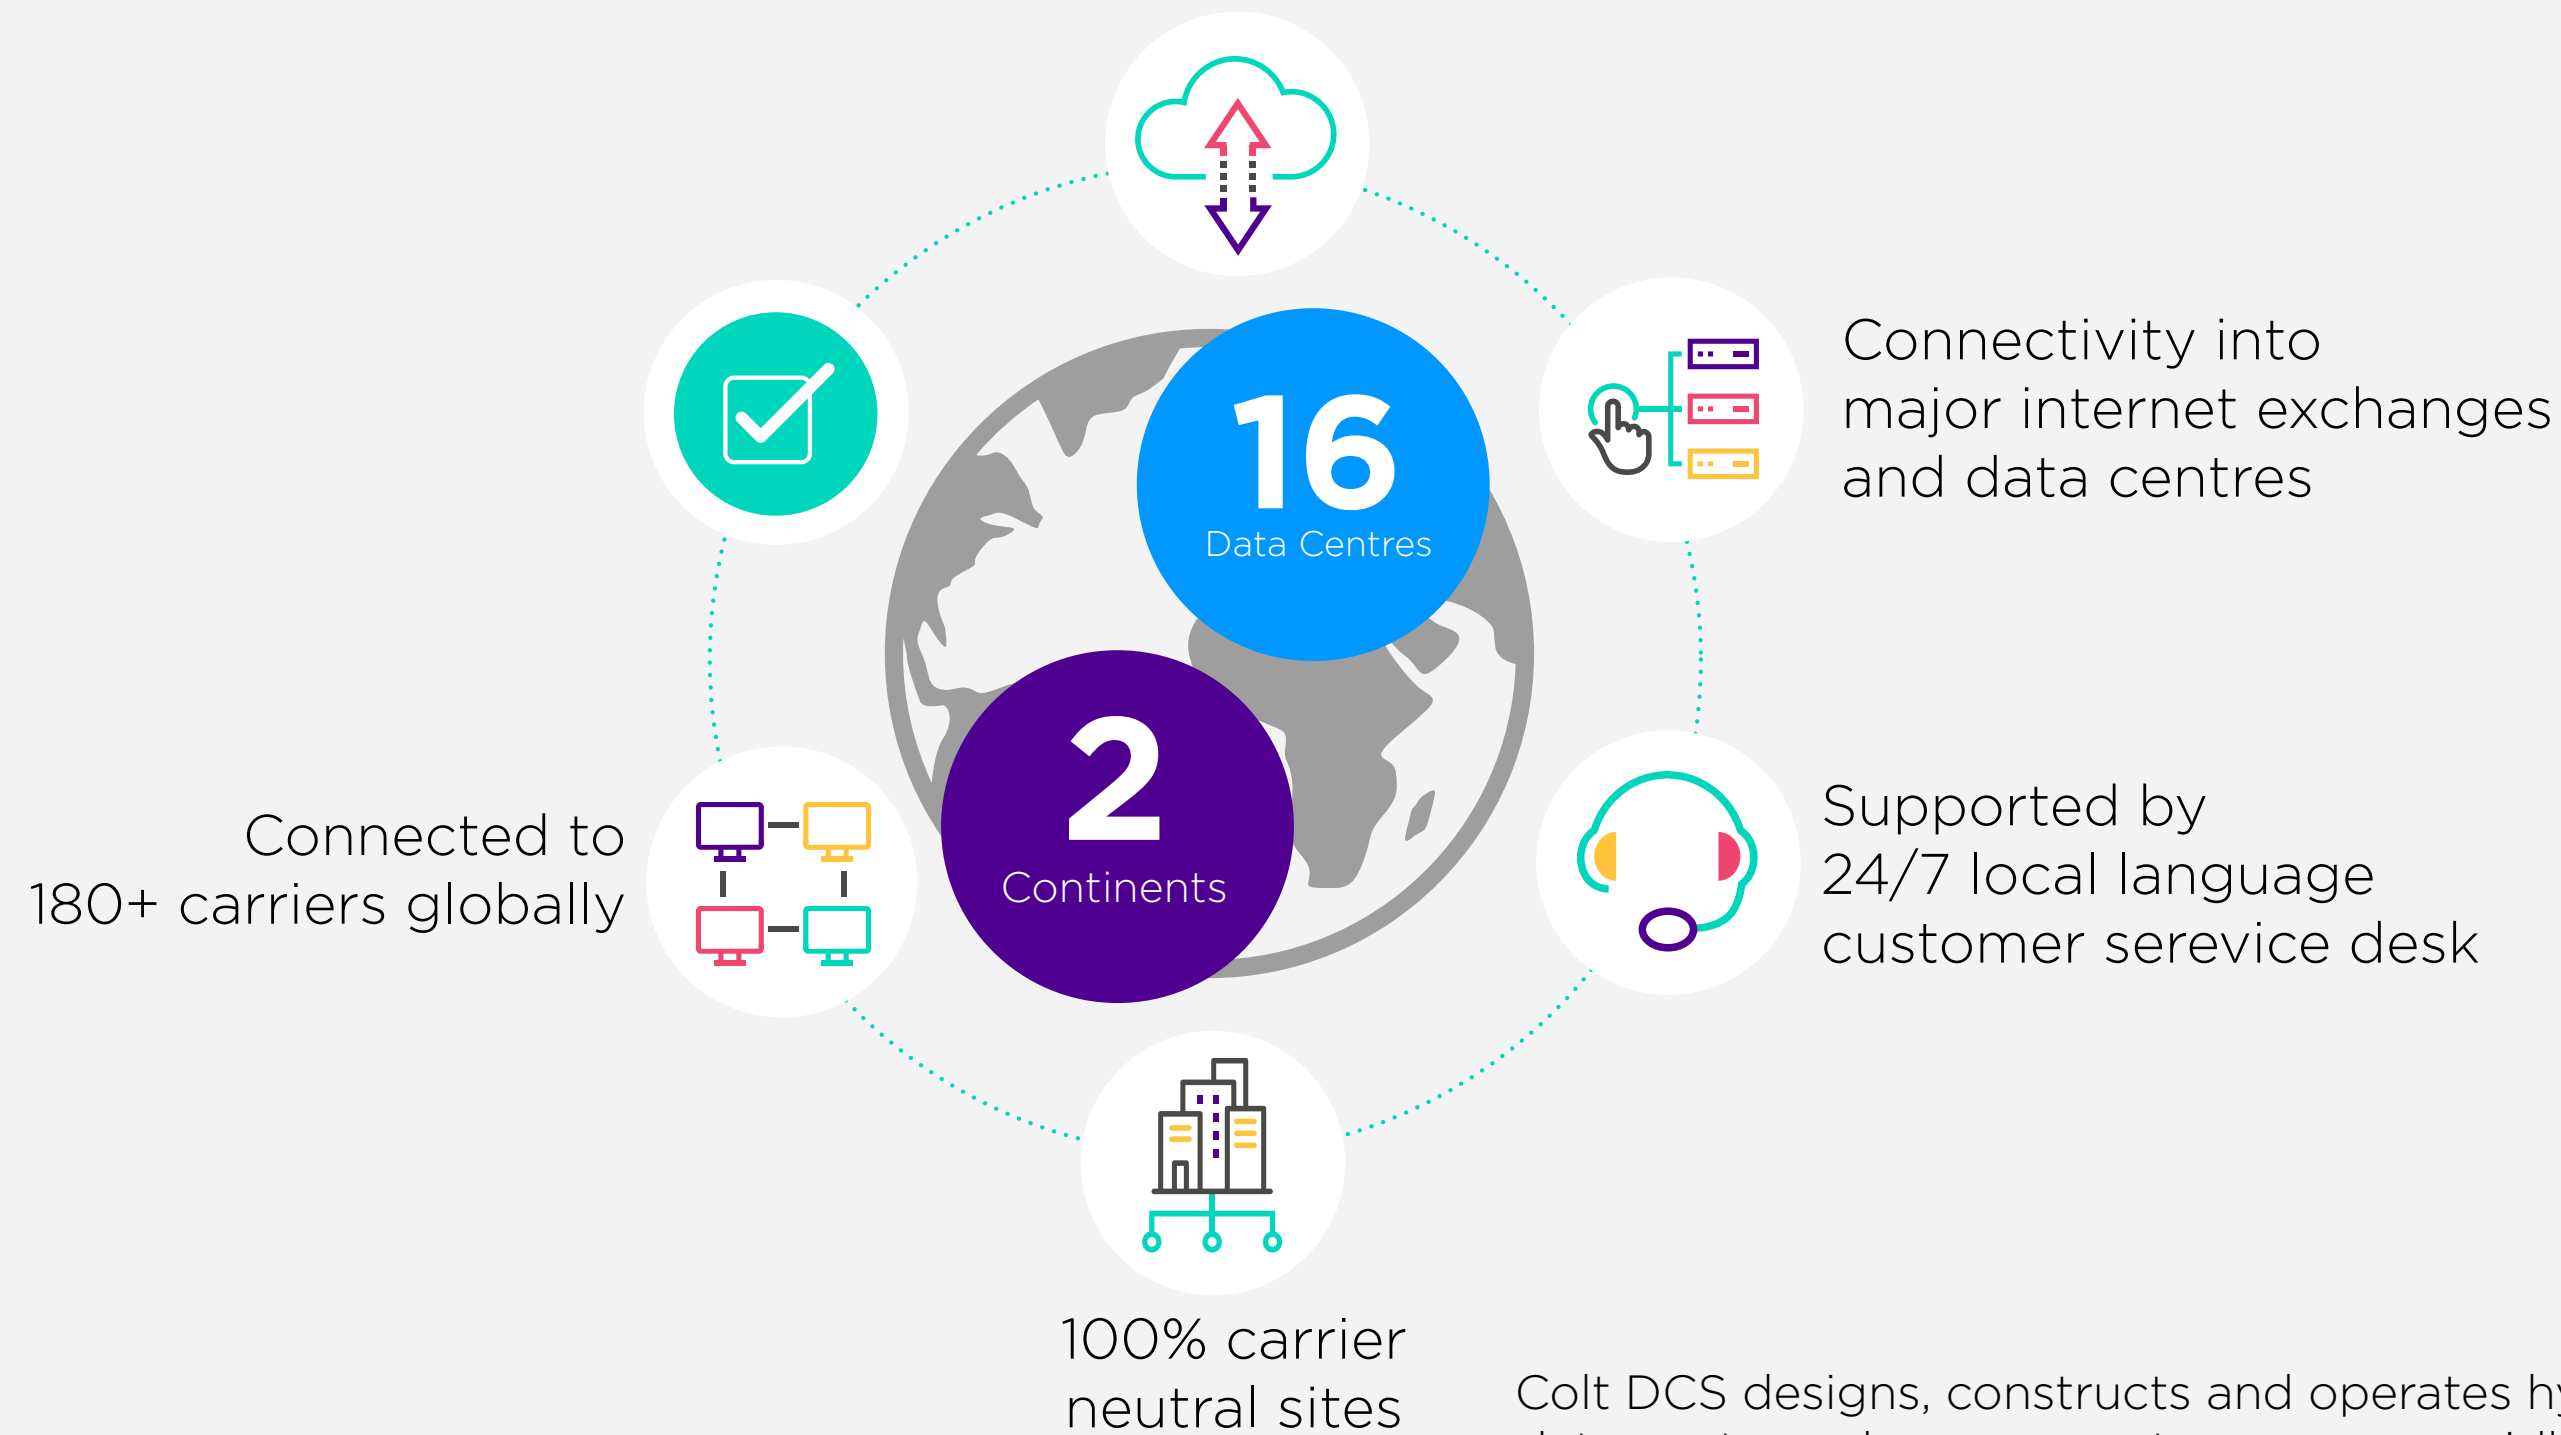 16
Data Centres
Connectivity into
major internet exchanges
and data centres
2
Continents
Connected to
180+ carriers globally
Supported by
24/7 local language
customer serevice desk
100% carrier
neutral sites
Colt DCS designs, constructs and operates